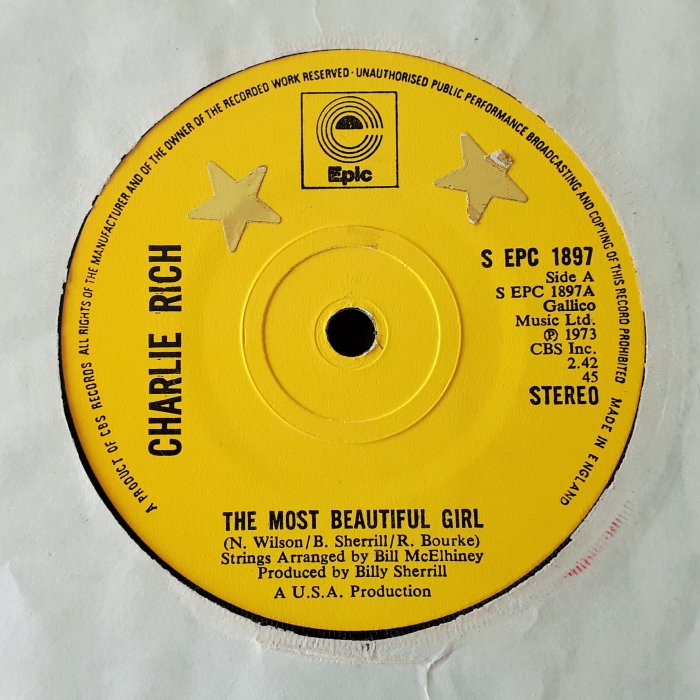 A PRODUCT OF CBS RECORDS ALL RIGHTS OF THE MANUFACTURER AND OF THE OWNER OF THE RECORDED WORK RESERVED · UNAUTHORISED PUBLIC PERFORMANCE BROADCASTING AND COPYING OF THIS RECORD PROHIBITED MADE IN ENGLAND
Epic
CHARLIE RICH
S EPC 1897
Side A
S EPC 1897A
Gallico
Music Ltd.
Ⓟ 1973
CBS Inc.
2.42
45
STEREO
THE MOST BEAUTIFUL GIRL
(N. Wilson/B. Sherrill/R. Bourke)
Strings Arranged by Bill McElhiney
Produced by Billy Sherrill
A U.S.A. Production